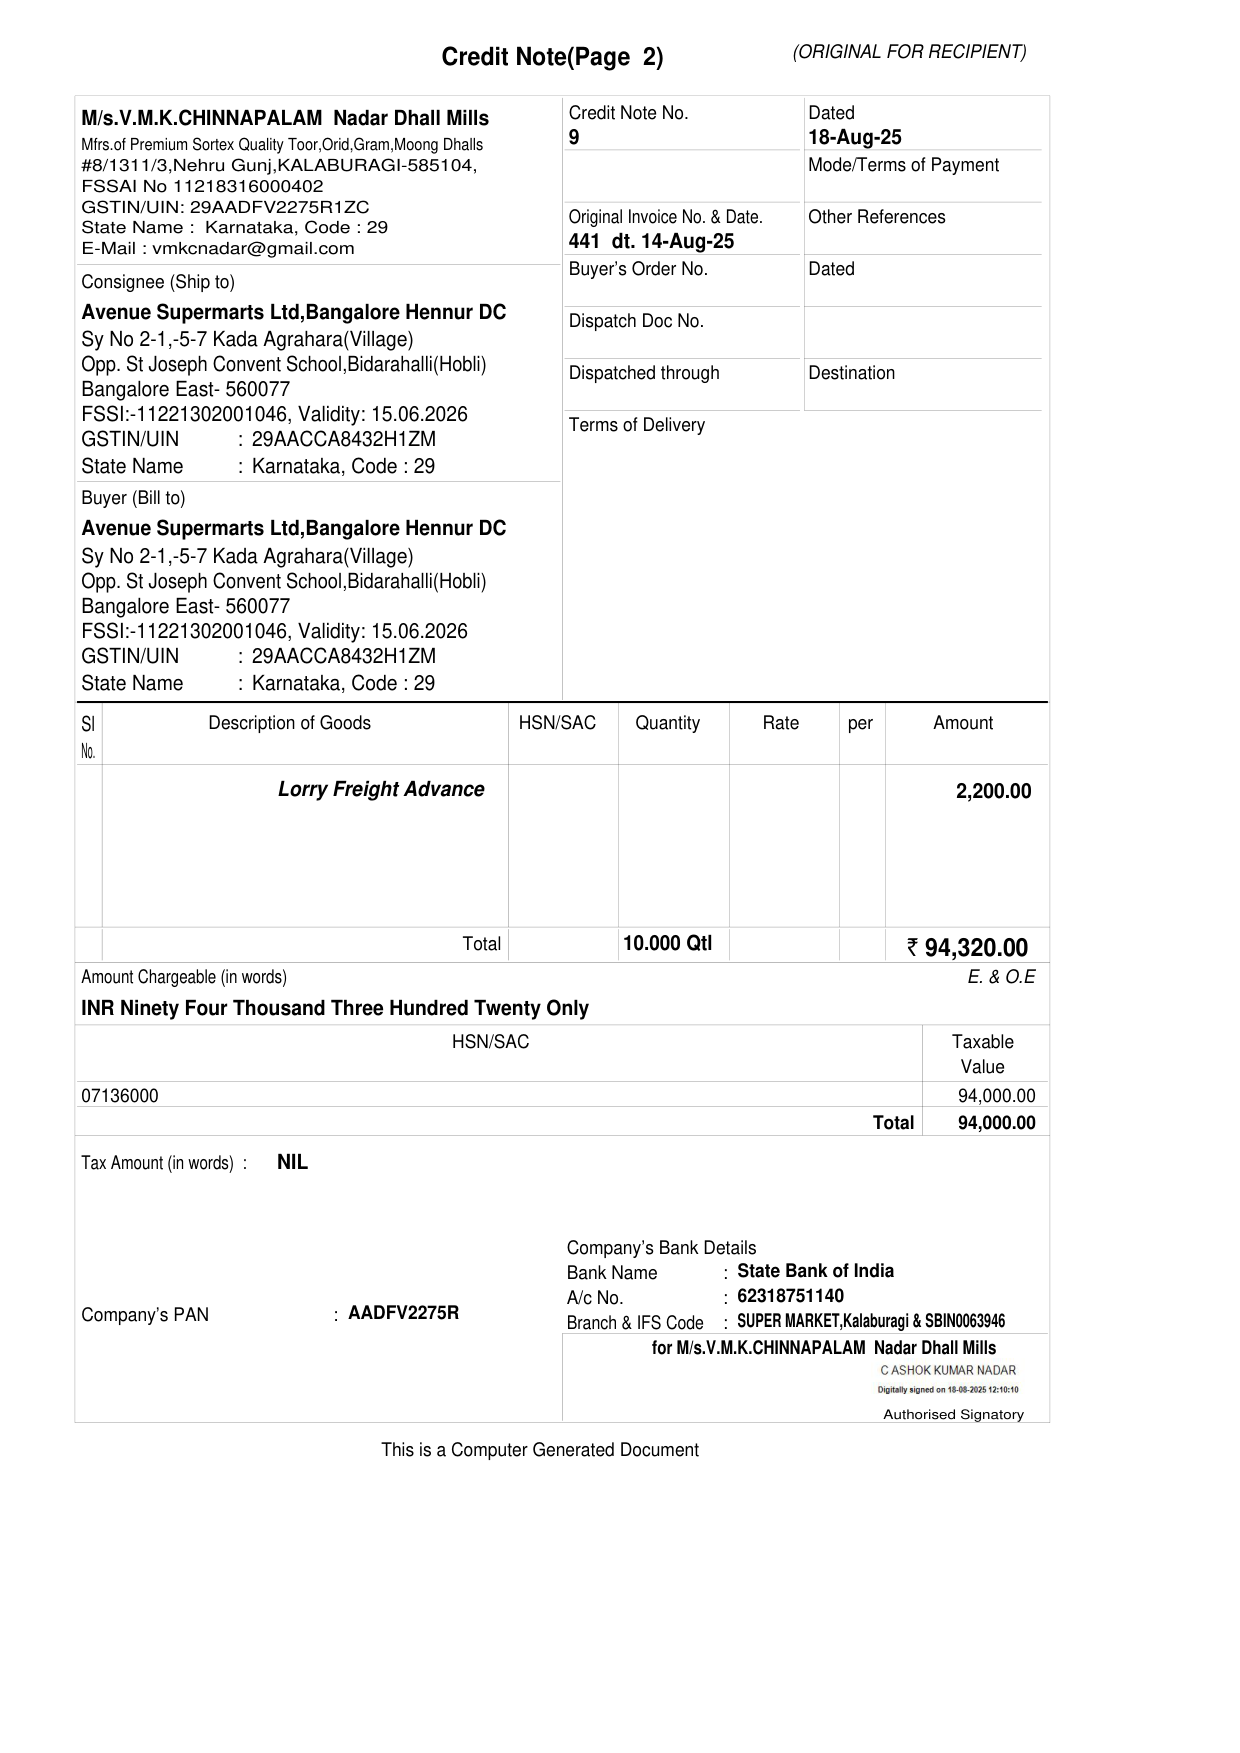 Credit Note(Page 2)
(ORIGINAL FOR RECIPIENT)
M/s.V.M.K.CHINNAPALAM Nadar Dhall Mills
Mfrs.of Premium Sortex Quality Toor,Orid,Gram,Moong Dhalls
#8/1311/3,Nehru Gunj,KALABURAGI-585104,
FSSAI No 11218316000402
GSTIN/UIN: 29AADFV2275R1ZC
State Name : Karnataka, Code : 29
E-Mail : vmkcnadar@gmail.com
Credit Note No.
9
Dated
18-Aug-25
Mode/Terms of Payment
Original Invoice No. & Date.
441 dt. 14-Aug-25
Other References
Buyer's Order No.
Dated
Dispatch Doc No.
Dispatched through
Destination
Terms of Delivery
Consignee (Ship to)
Avenue Supermarts Ltd,Bangalore Hennur DC
Sy No 2-1,-5-7 Kada Agrahara(Village)
Opp. St Joseph Convent School,Bidarahalli(Hobli)
Bangalore East- 560077
FSSI:-11221302001046, Validity: 15.06.2026
GSTIN/UIN : 29AACCA8432H1ZM
State Name : Karnataka, Code : 29
Buyer (Bill to)
Avenue Supermarts Ltd,Bangalore Hennur DC
Sy No 2-1,-5-7 Kada Agrahara(Village)
Opp. St Joseph Convent School,Bidarahalli(Hobli)
Bangalore East- 560077
FSSI:-11221302001046, Validity: 15.06.2026
GSTIN/UIN : 29AACCA8432H1ZM
State Name : Karnataka, Code : 29
Sl No. Description of Goods HSN/SAC Quantity Rate per Amount
Lorry Freight Advance 2,200.00
Total 10.000 Qtl ₹ 94,320.00
Amount Chargeable (in words) E. & O.E
INR Ninety Four Thousand Three Hundred Twenty Only
HSN/SAC Taxable
Value
07136000 94,000.00
Total 94,000.00
Tax Amount (in words) : NIL
Company's Bank Details
Bank Name : State Bank of India
A/c No. : 62318751140
Company's PAN : AADFV2275R
Branch & IFS Code : SUPER MARKET,Kalaburagi & SBIN0063946
for M/s.V.M.K.CHINNAPALAM Nadar Dhall Mills
C ASHOK KUMAR NADAR
Digitally signed on 18-08-2025 12:10:10
Authorised Signatory
This is a Computer Generated Document